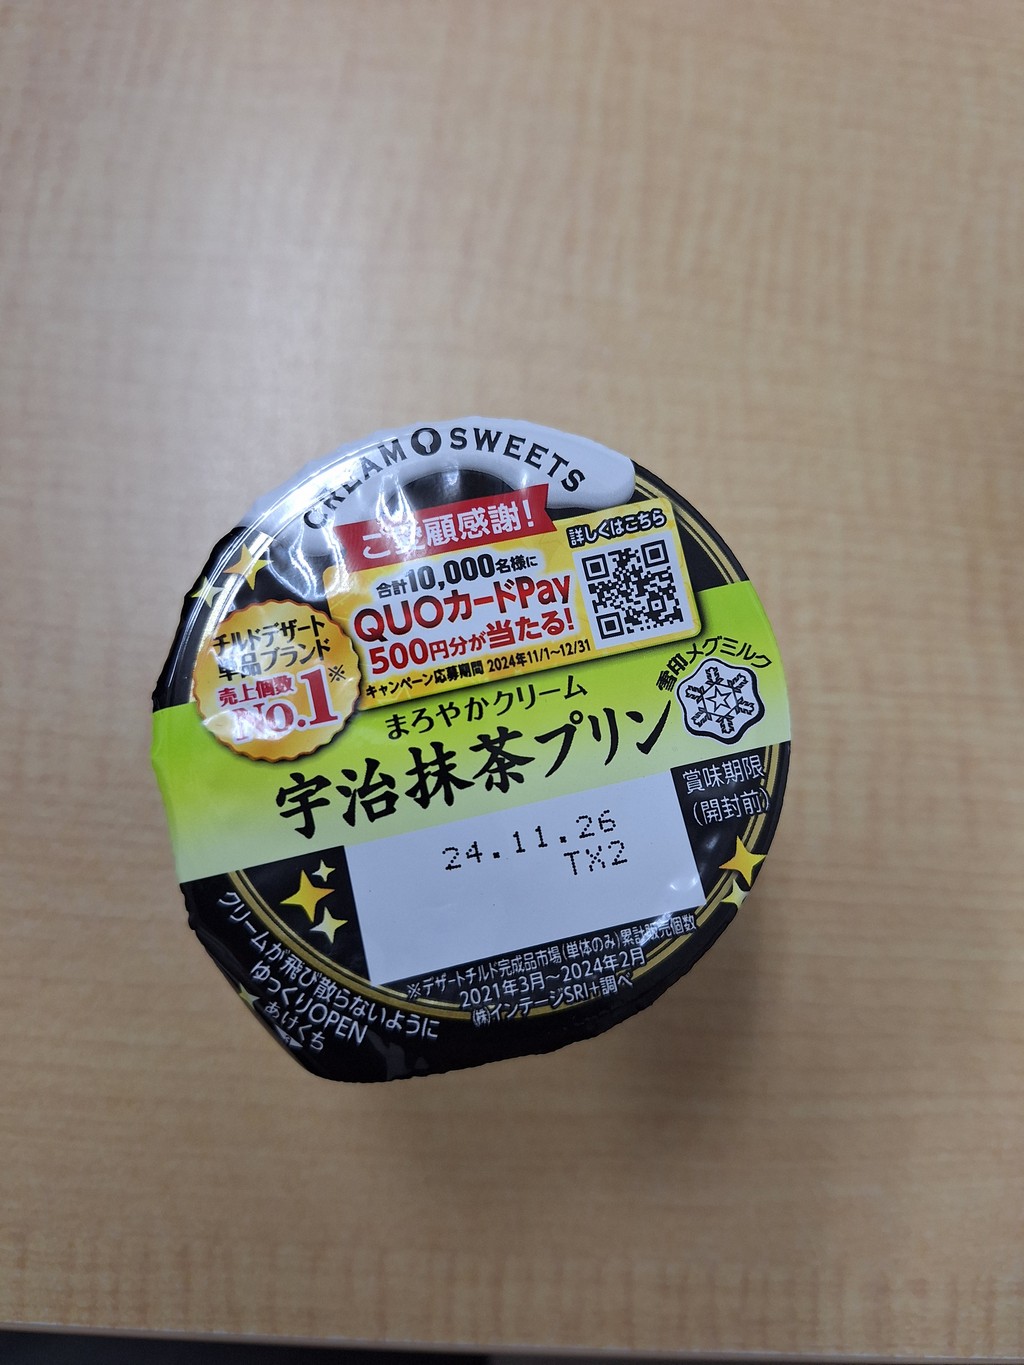 CREAM SWEETS
ご愛顧感謝!
合計10,000名様に
QUOカードPay
500円分が当たる!
キャンペーン応募期間 2024年11/1~12/31
詳しくはこちら
チルドデザート
単品ブランド
売上個数
No.1※
雪印メグミルク
まろやかクリーム
宇治抹茶プリン
賞味期限
(開封前)
24.11.26
TX2
※デザートチルド完成品市場(単体のみ)累計販売個数
2021年3月~2024年2月
㈱インテージSRI+調べ
クリームが飛び散らないように
ゆっくりOPEN
あけくち